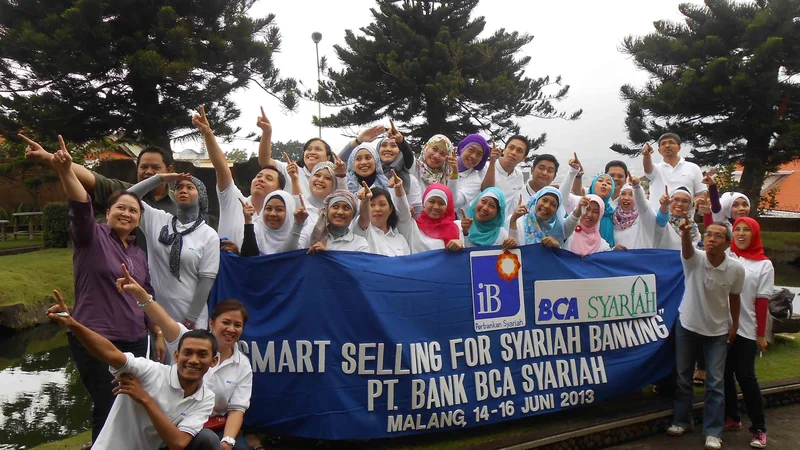 iB
Perbankan Syariah
BCA SYARIAH
SMART SELLING FOR SYARIAH BANKING"
PT. BANK BCA SYARIAH
MALANG, 14-16 JUNI 2013